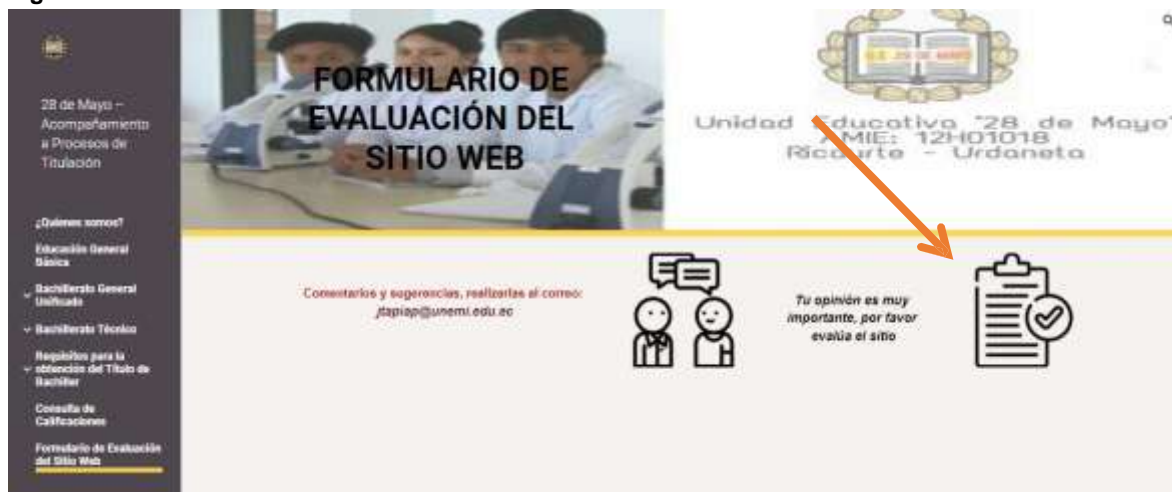 28 de Mayo –
Acompañamiento
a Procesos de
Titulación
¿Quienes somos?
Educación General
Básica
Bachillerato General
Unificado
Bachillerato Técnico
Requisitos para la
obtención del Título de
Bachiller
Consulta de
Calificaciones
Formulario de Evaluación
del Sitio Web
FORMULARIO DE
EVALUACIÓN DEL
SITIO WEB
Unidad Educativa "28 de Mayo"
AMIE: 12H01018
Ricaurte - Urdaneta
Comentarios y sugerencias, realizarlas al correo:
jtapiap@unemi.edu.ec
Tu opinión es muy
importante, por favor
evalúa el sitio